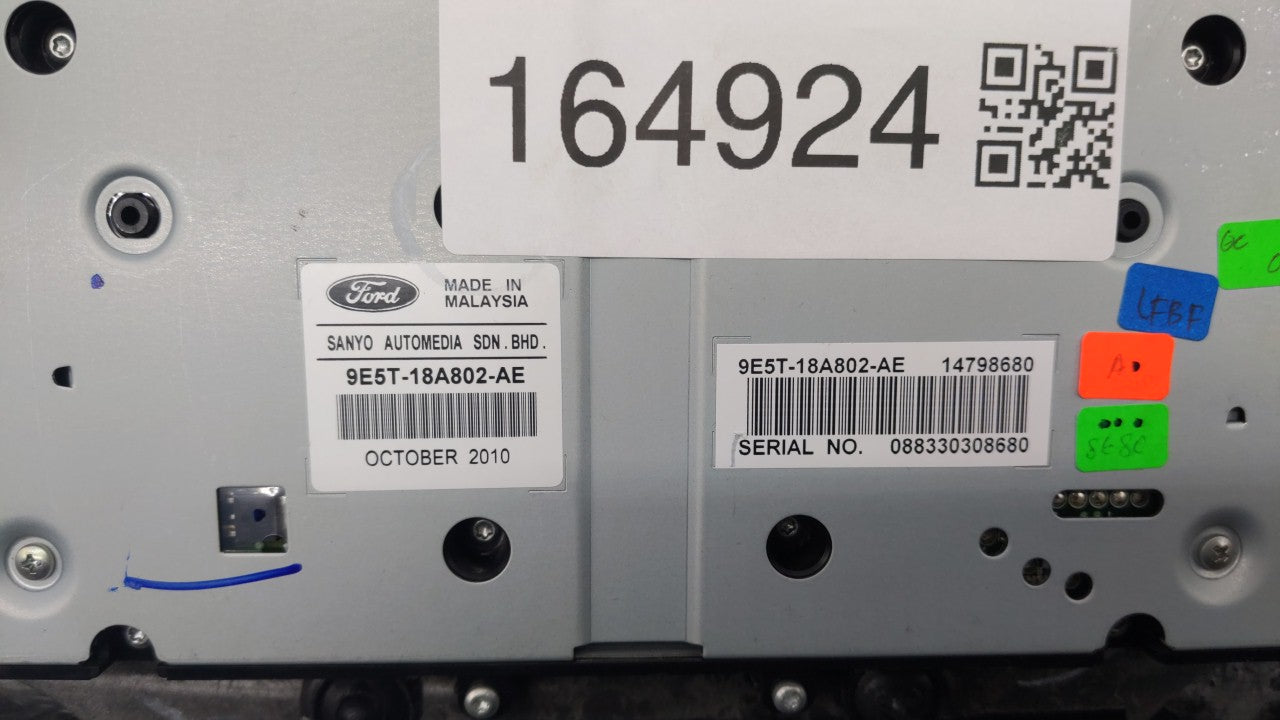 164924
Ford
MADE IN
MALAYSIA
SANYO AUTOMEDIA SDN.BHD.
9E5T-18A802-AE
OCTOBER 2010
9E5T-18A802-AE 14798680
SERIAL NO. 088330308680
LFBF
A